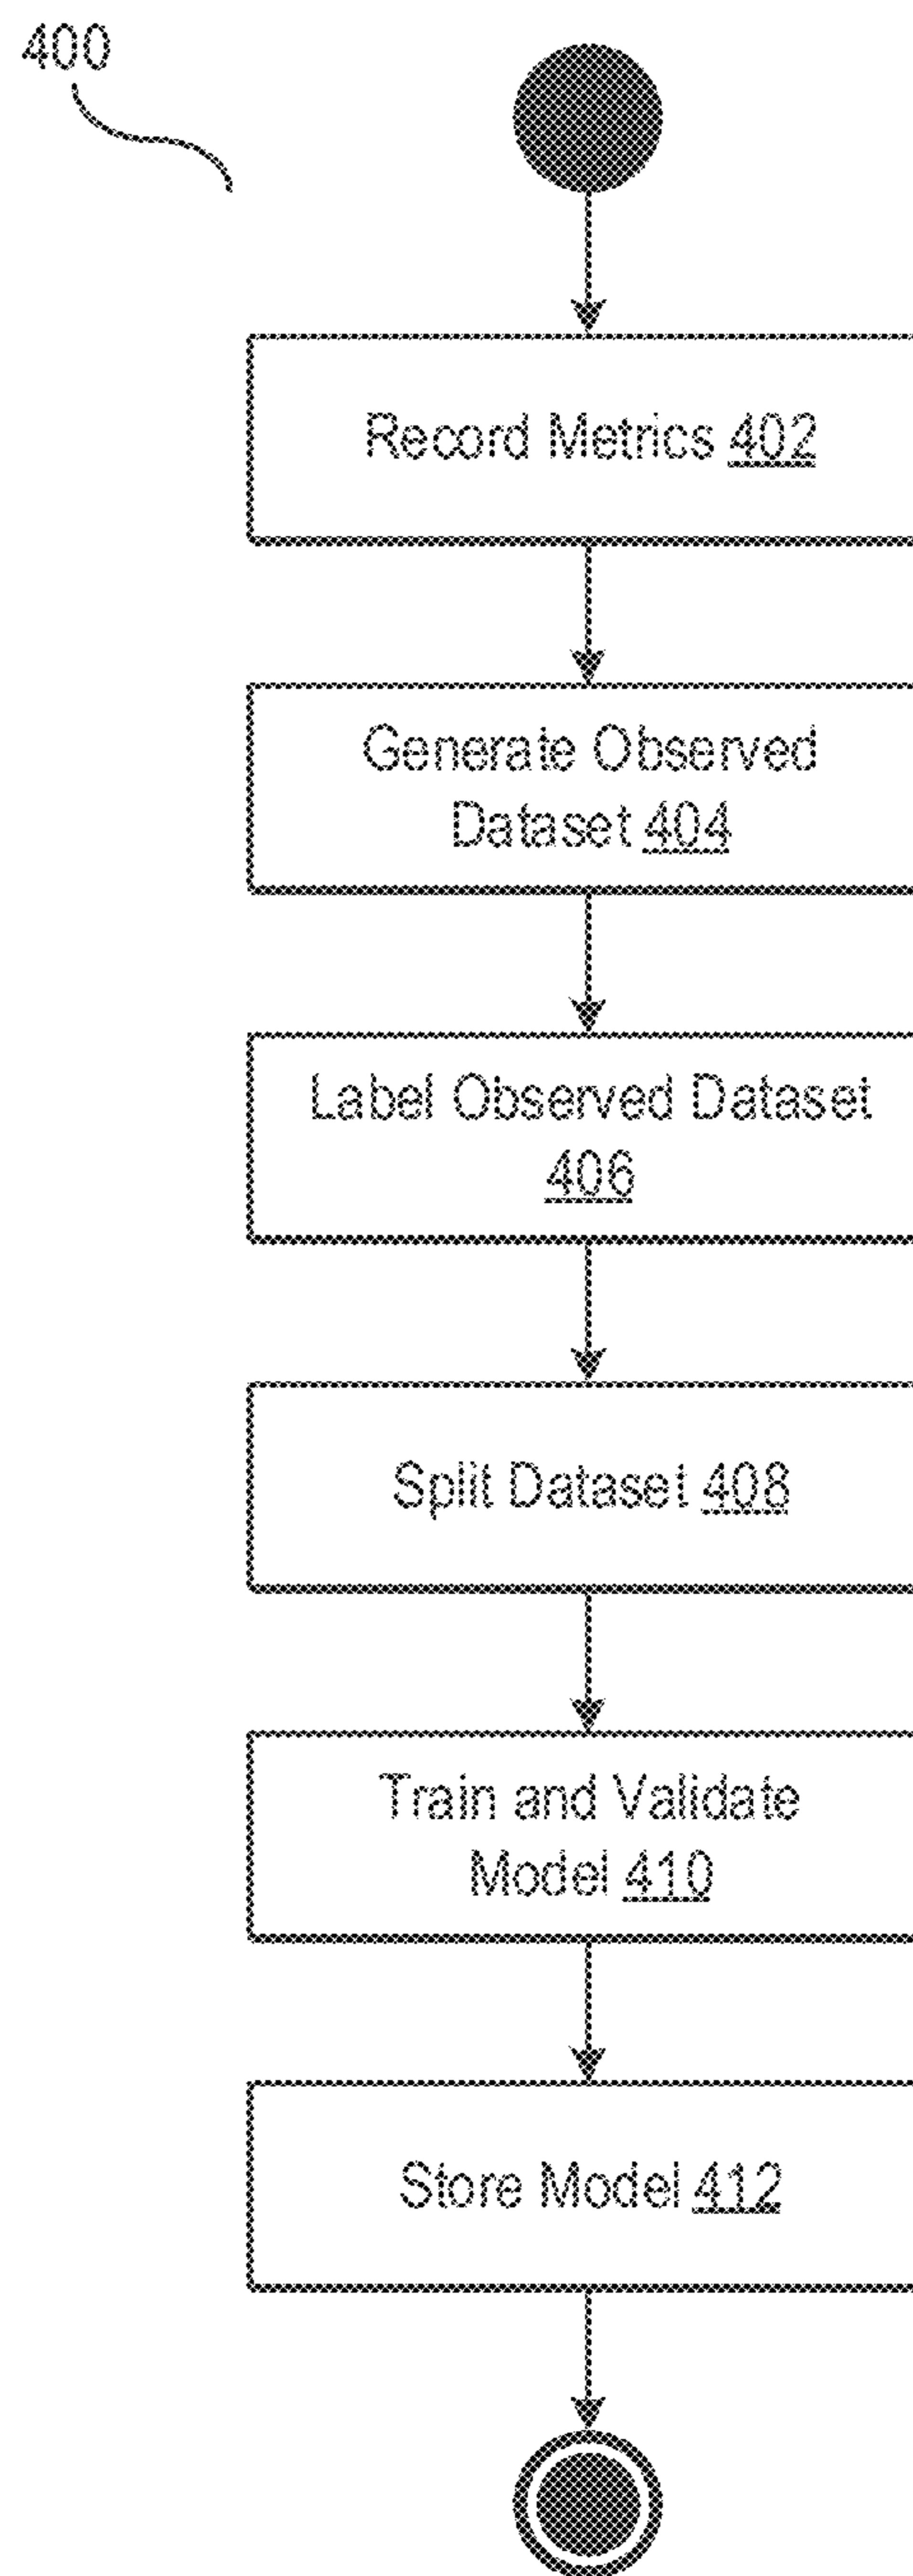 400
Record Metrics 402
Generate Observed
Dataset 404
Label Observed Dataset
406
Split Dataset 408
Train and Validate
Model 410
Store Model 412